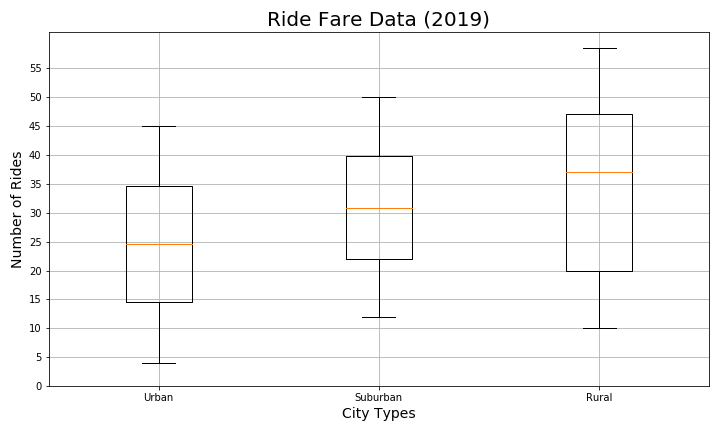 Ride Fare Data (2019)
Number of Rides
55
50
45
40
35
30
25
20
15
10
5
0
Urban
Suburban
Rural
City Types